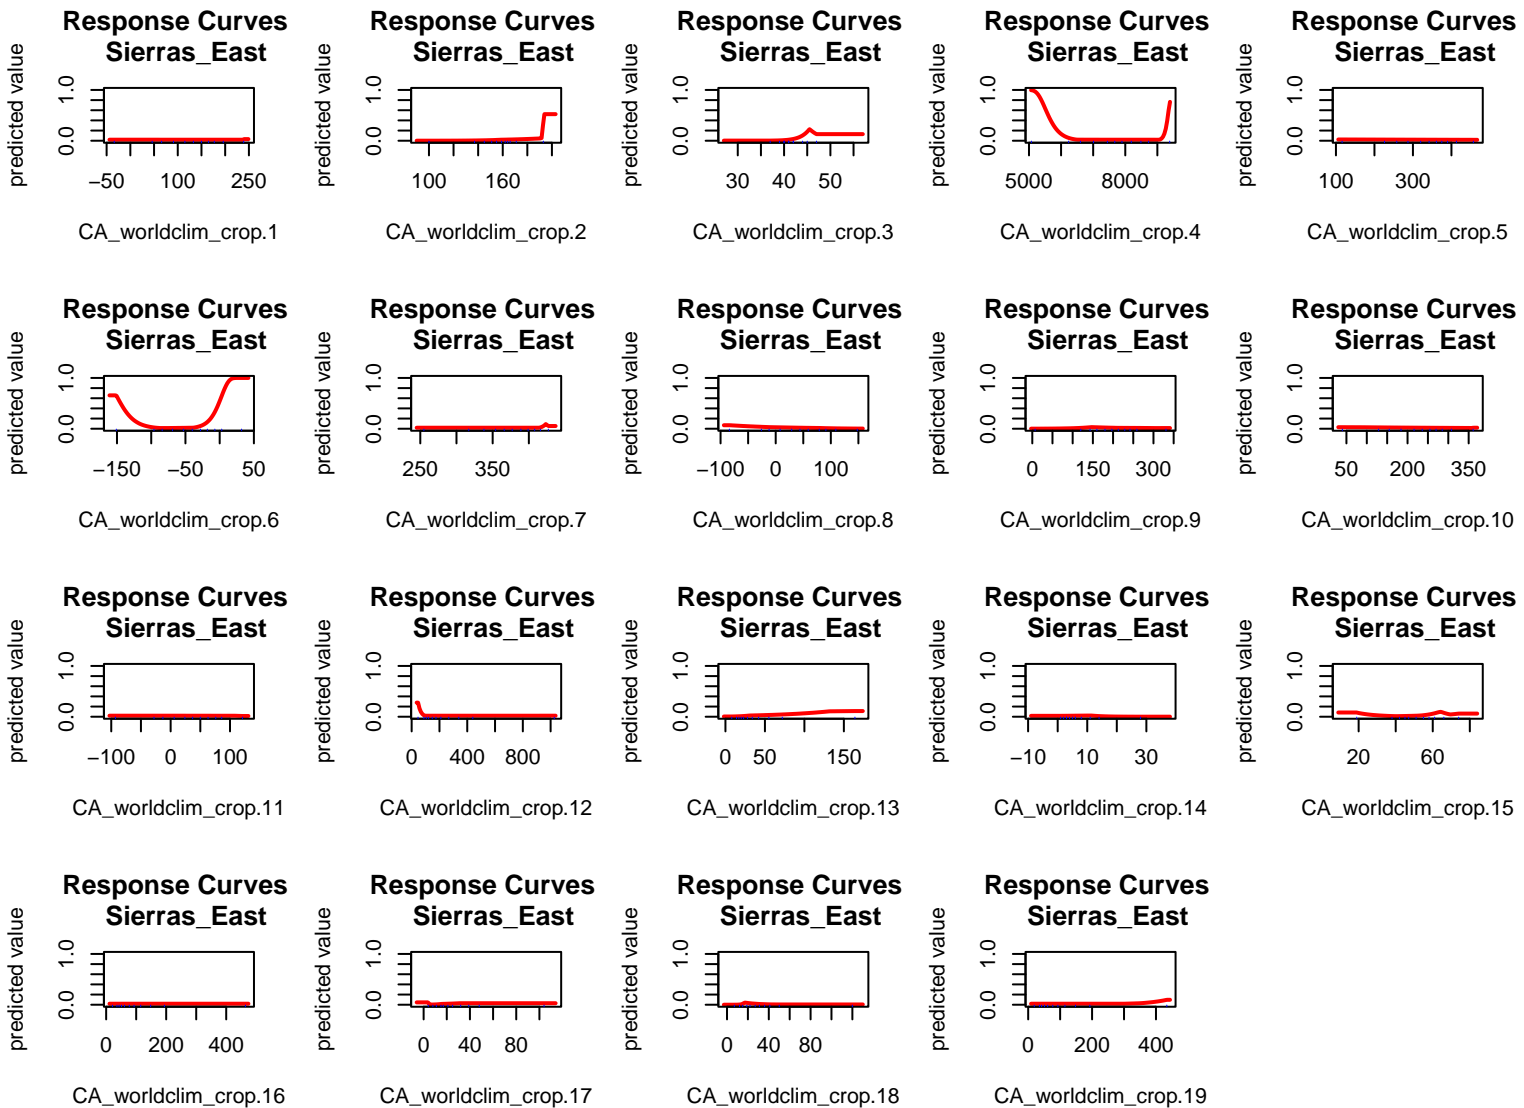 Response Curves
Sierras_East
predicted value
0.0 1.0
−50 100 250
CA_worldclim_crop.1
Response Curves
Sierras_East
predicted value
0.0 1.0
100 160
CA_worldclim_crop.2
Response Curves
Sierras_East
predicted value
0.0 1.0
30 40 50
CA_worldclim_crop.3
Response Curves
Sierras_East
predicted value
0.0 1.0
5000 8000
CA_worldclim_crop.4
Response Curves
Sierras_East
predicted value
0.0 1.0
100 300
CA_worldclim_crop.5
Response Curves
Sierras_East
predicted value
0.0 1.0
−150 −50 50
CA_worldclim_crop.6
Response Curves
Sierras_East
predicted value
0.0 1.0
250 350
CA_worldclim_crop.7
Response Curves
Sierras_East
predicted value
0.0 1.0
−100 0 100
CA_worldclim_crop.8
Response Curves
Sierras_East
predicted value
0.0 1.0
0 150 300
CA_worldclim_crop.9
Response Curves
Sierras_East
predicted value
0.0 1.0
50 200 350
CA_worldclim_crop.10
Response Curves
Sierras_East
predicted value
0.0 1.0
−100 0 100
CA_worldclim_crop.11
Response Curves
Sierras_East
predicted value
0.0 1.0
0 400 800
CA_worldclim_crop.12
Response Curves
Sierras_East
predicted value
0.0 1.0
0 50 150
CA_worldclim_crop.13
Response Curves
Sierras_East
predicted value
0.0 1.0
−10 10 30
CA_worldclim_crop.14
Response Curves
Sierras_East
predicted value
0.0 1.0
20 60
CA_worldclim_crop.15
Response Curves
Sierras_East
predicted value
0.0 1.0
0 200 400
CA_worldclim_crop.16
Response Curves
Sierras_East
predicted value
0.0 1.0
0 40 80
CA_worldclim_crop.17
Response Curves
Sierras_East
predicted value
0.0 1.0
0 40 80
CA_worldclim_crop.18
Response Curves
Sierras_East
predicted value
0.0 1.0
0 200 400
CA_worldclim_crop.19